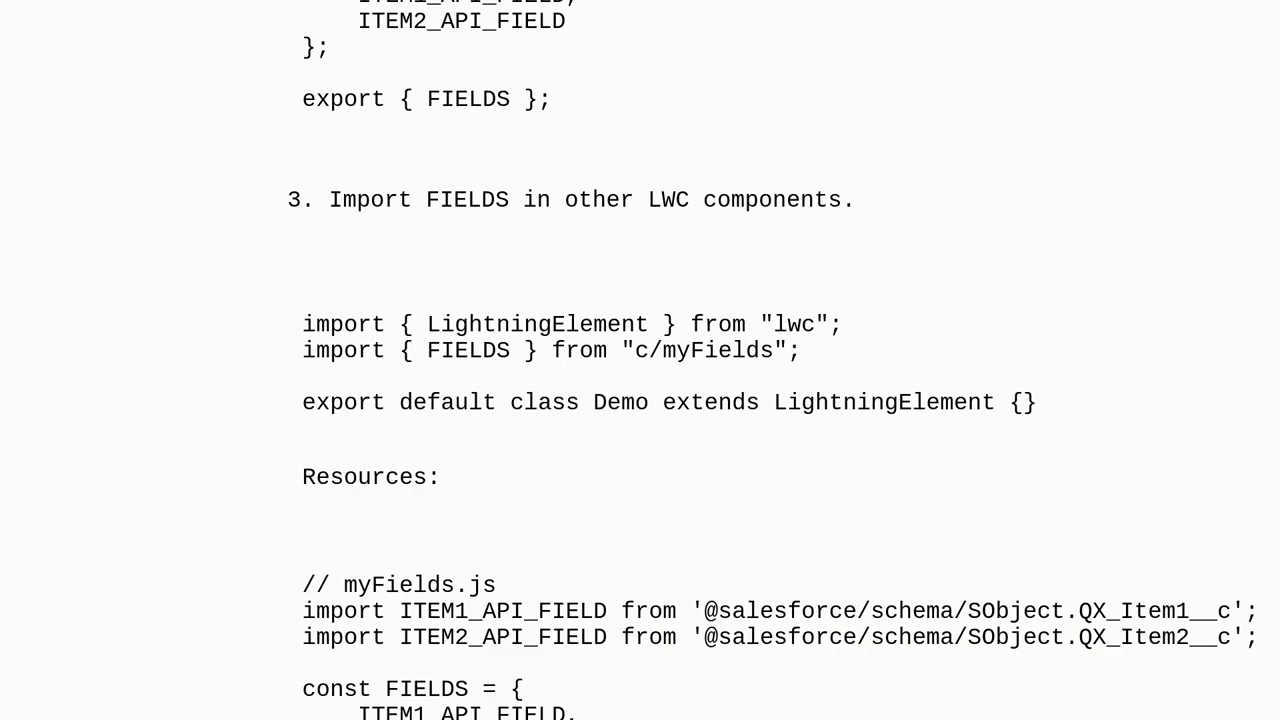 ITEM1_API_FIELD,
ITEM2_API_FIELD
};
export { FIELDS };
3. Import FIELDS in other LWC components.
import { LightningElement } from "lwc";
import { FIELDS } from "c/myFields";
export default class Demo extends LightningElement {}
Resources:
// myFields.js
import ITEM1_API_FIELD from '@salesforce/schema/SObject.QX_Item1__c';
import ITEM2_API_FIELD from '@salesforce/schema/SObject.QX_Item2__c';
const FIELDS = {
ITEM1_API_FIELD,